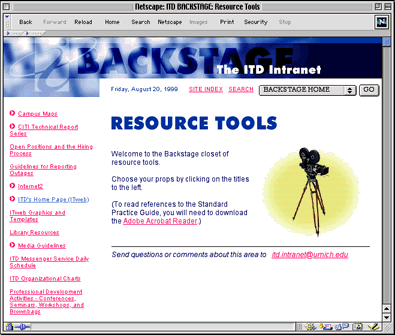 Netscape: ITD BACKSTAGE: Resource Tools
Back Forward Reload Home Search Netscape Images Print Security Stop
BACKSTAGE
The ITD Intranet
Friday, August 20, 1999 SITE INDEX SEARCH BACKSTAGE HOME GO
Campus Maps
CITI Technical Report
Series
Open Positions and the Hiring
Process
Guidelines for Reporting
Outages
Internet2
ITD's Home Page (ITweb)
ITweb Graphics and
Templates
Library Resources
Media Guidelines
ITD Messenger Service Daily
Schedule
ITD Organizational Charts
Professional Development
Activities - Conferences,
Seminars, Workshops, and
Brownbags
RESOURCE TOOLS
Welcome to the Backstage closet of
resource tools.
Choose your props by clicking on the titles
to the left.
(To read references to the Standard
Practice Guide, you will need to download
the Adobe Acrobat Reader.)
Send questions or comments about this area to itd.intranet@umich.edu